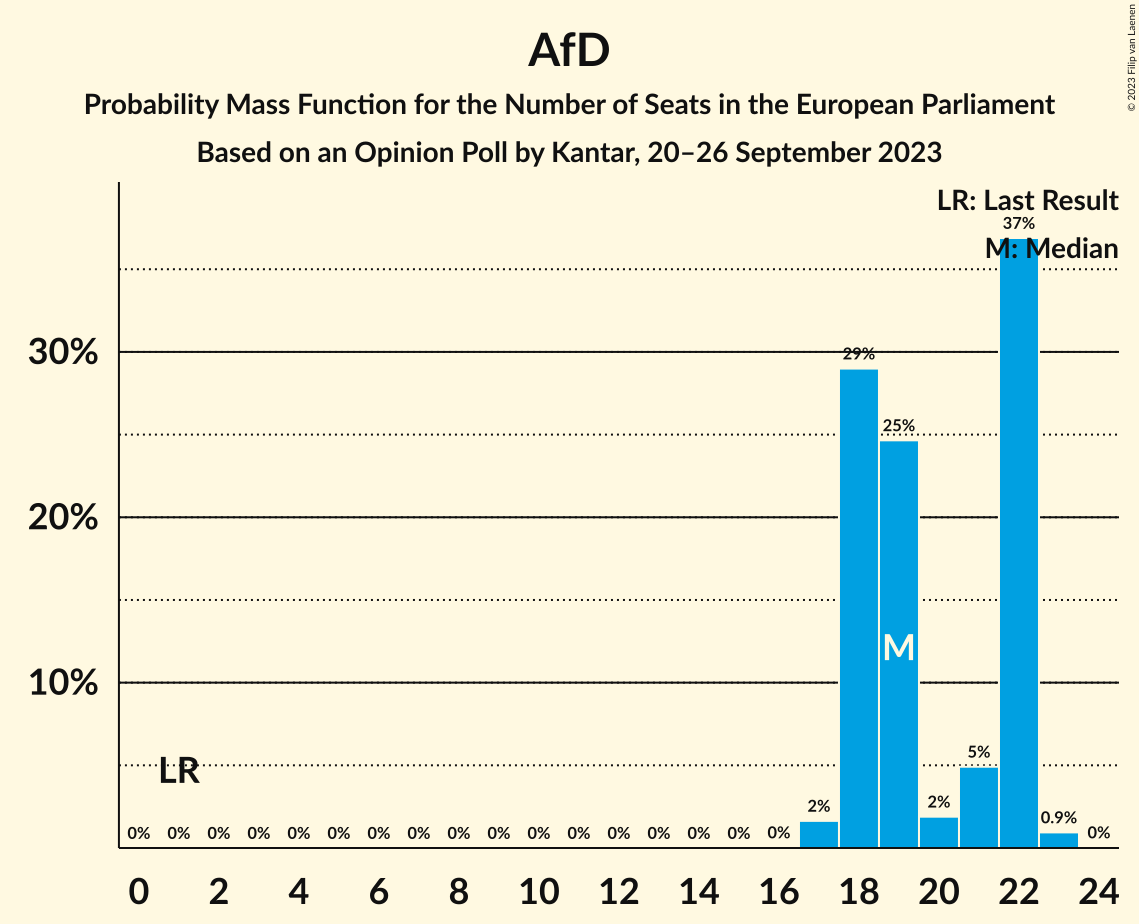 AfD
Probability Mass Function for the Number of Seats in the European Parliament
Based on an Opinion Poll by Kantar, 20–26 September 2023
© 2023 Filip van Laenen
LR: Last Result
M: Median
37%
30%
29%
25%
20%
M
10%
LR
5%
2%
2%
0.9%
0% 0% 0% 0% 0% 0% 0% 0% 0% 0% 0% 0% 0% 0% 0% 0% 0% 0%
0 2 4 6 8 10 12 14 16 18 20 22 24